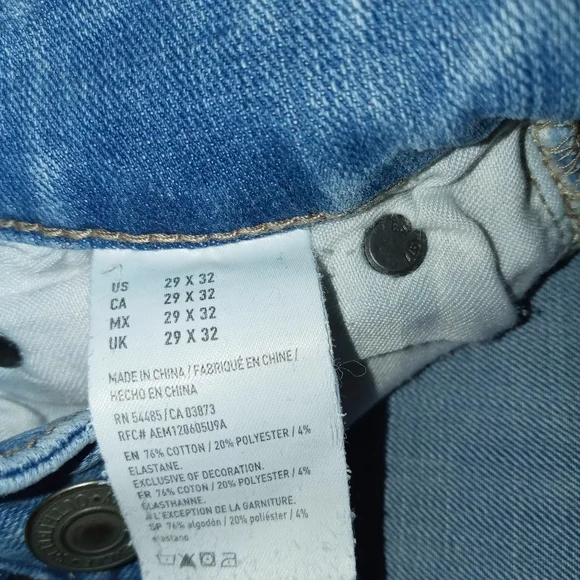 US 29 X 32
CA 29 X 32
MX 29 X 32
UK 29 X 32
MADE IN CHINA / FABRIQUÉ EN CHINE /
HECHO EN CHINA
RN 54485/CA 03873
RFC# AEM120605U9A
EN 76% COTTON / 20% POLYESTER / 4%
ELASTANE.
EXCLUSIVE OF DECORATION.
FR 76% COTON / 20% POLYESTER / 4%
ÉLASTHANNE.
À L'EXCEPTION DE LA GARNITURE.
SP 76% algodón / 20% poliéster / 4%
elastano